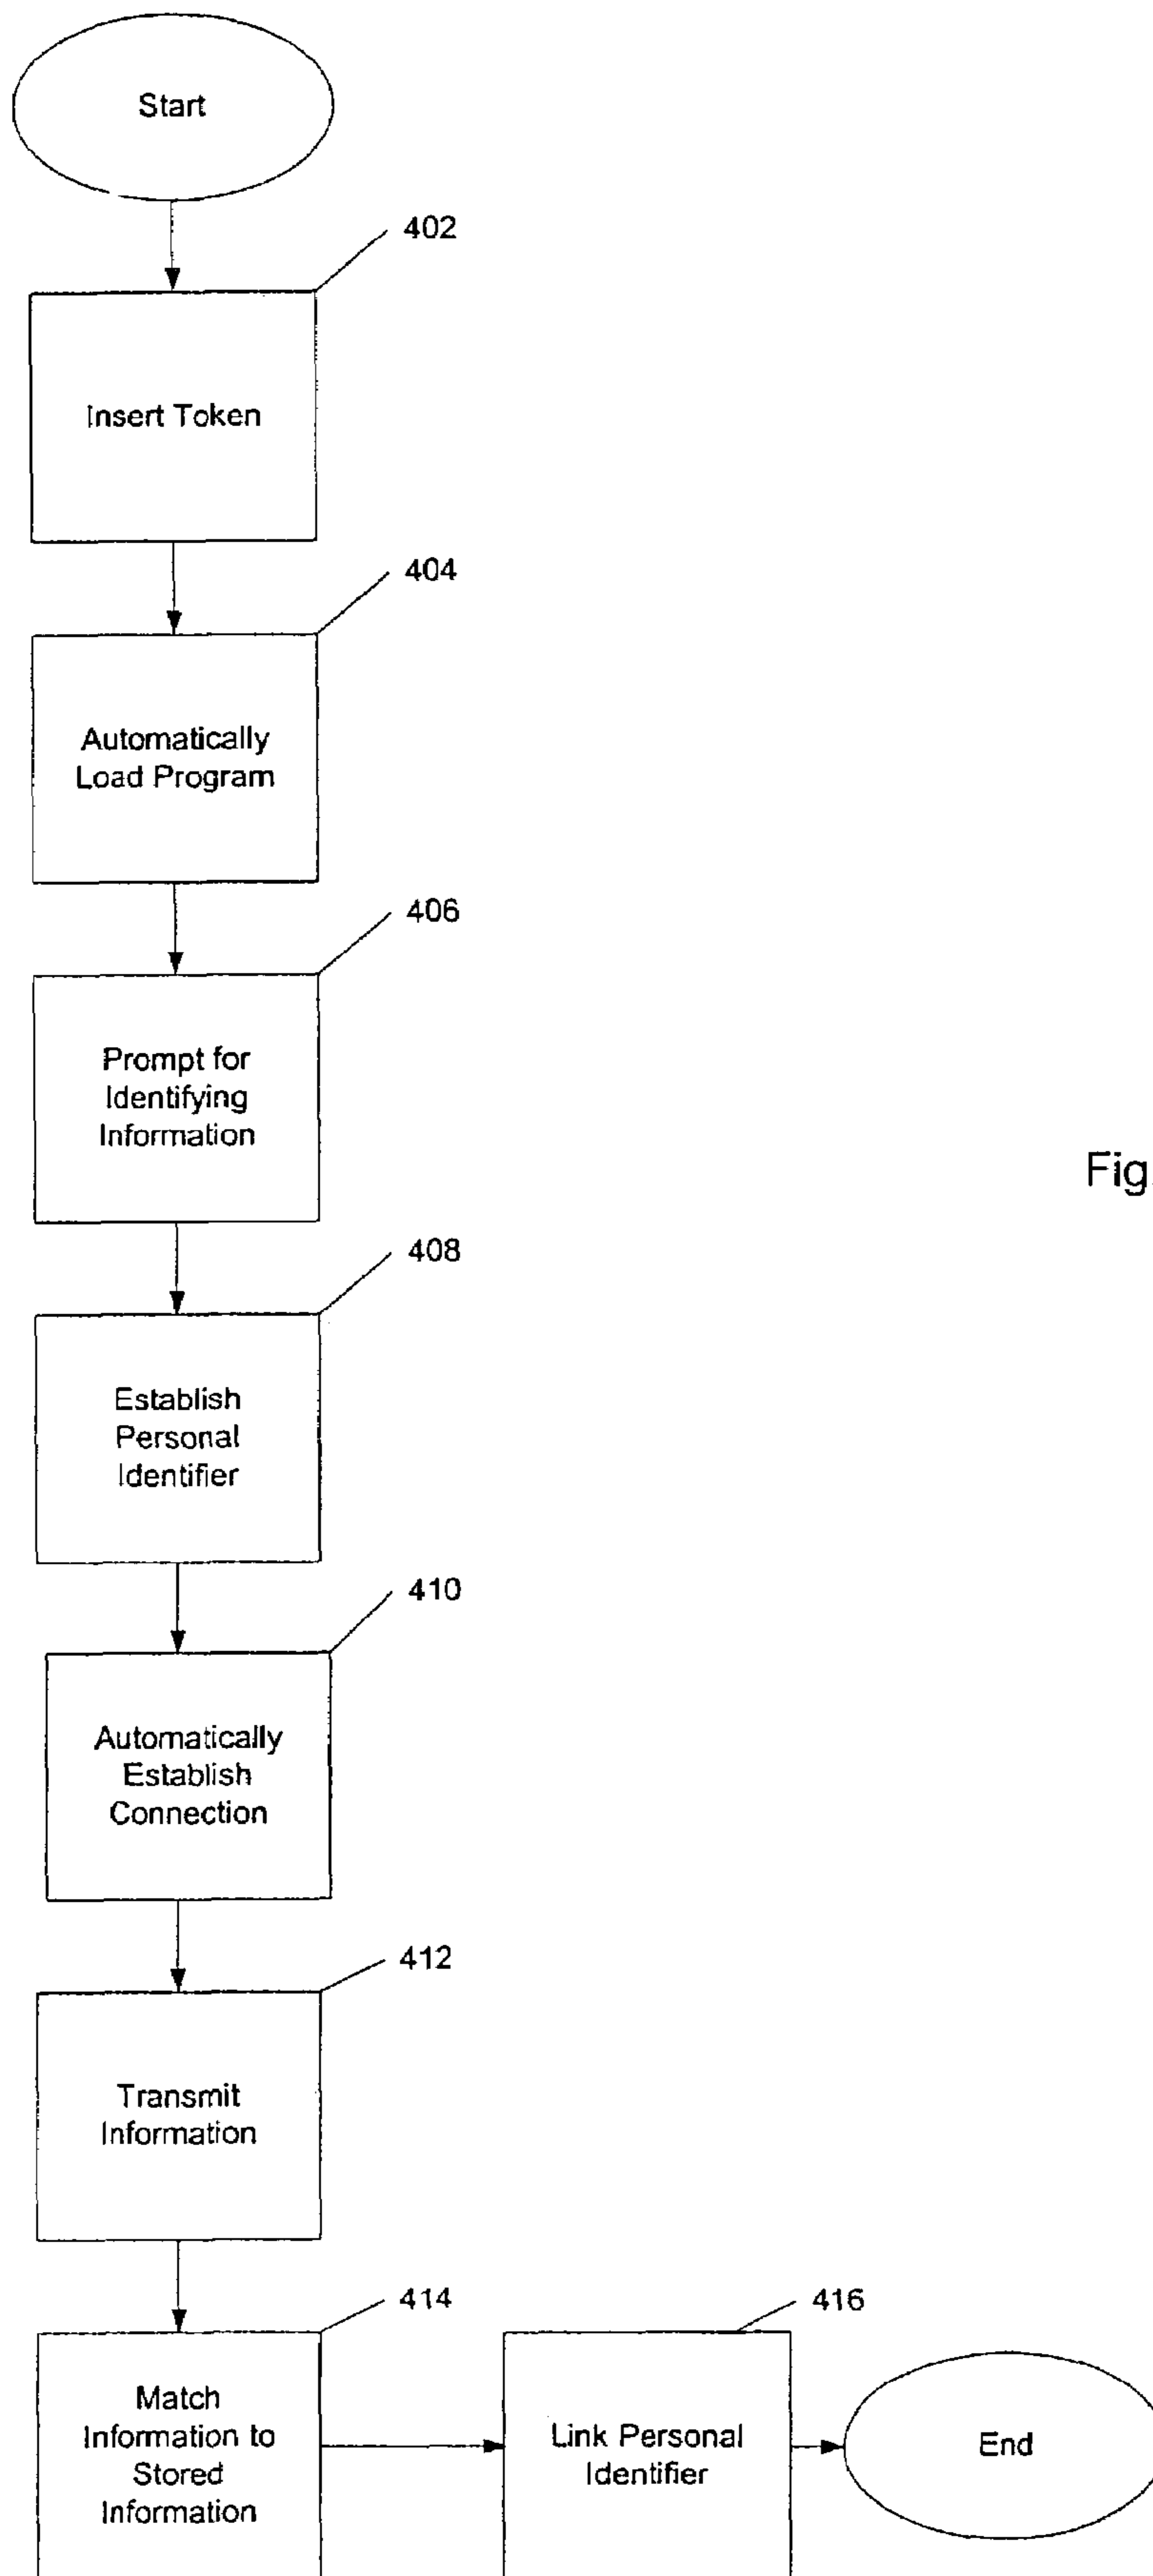 Start
402
Insert Token
404
Automatically
Load Program
406
Prompt for
Identifying
Information
Fig.
408
Establish
Personal
Identifier
410
Automatically
Establish
Connection
412
Transmit
Information
414
Match
Information to
Stored
Information
416
Link Personal
Identifier
End